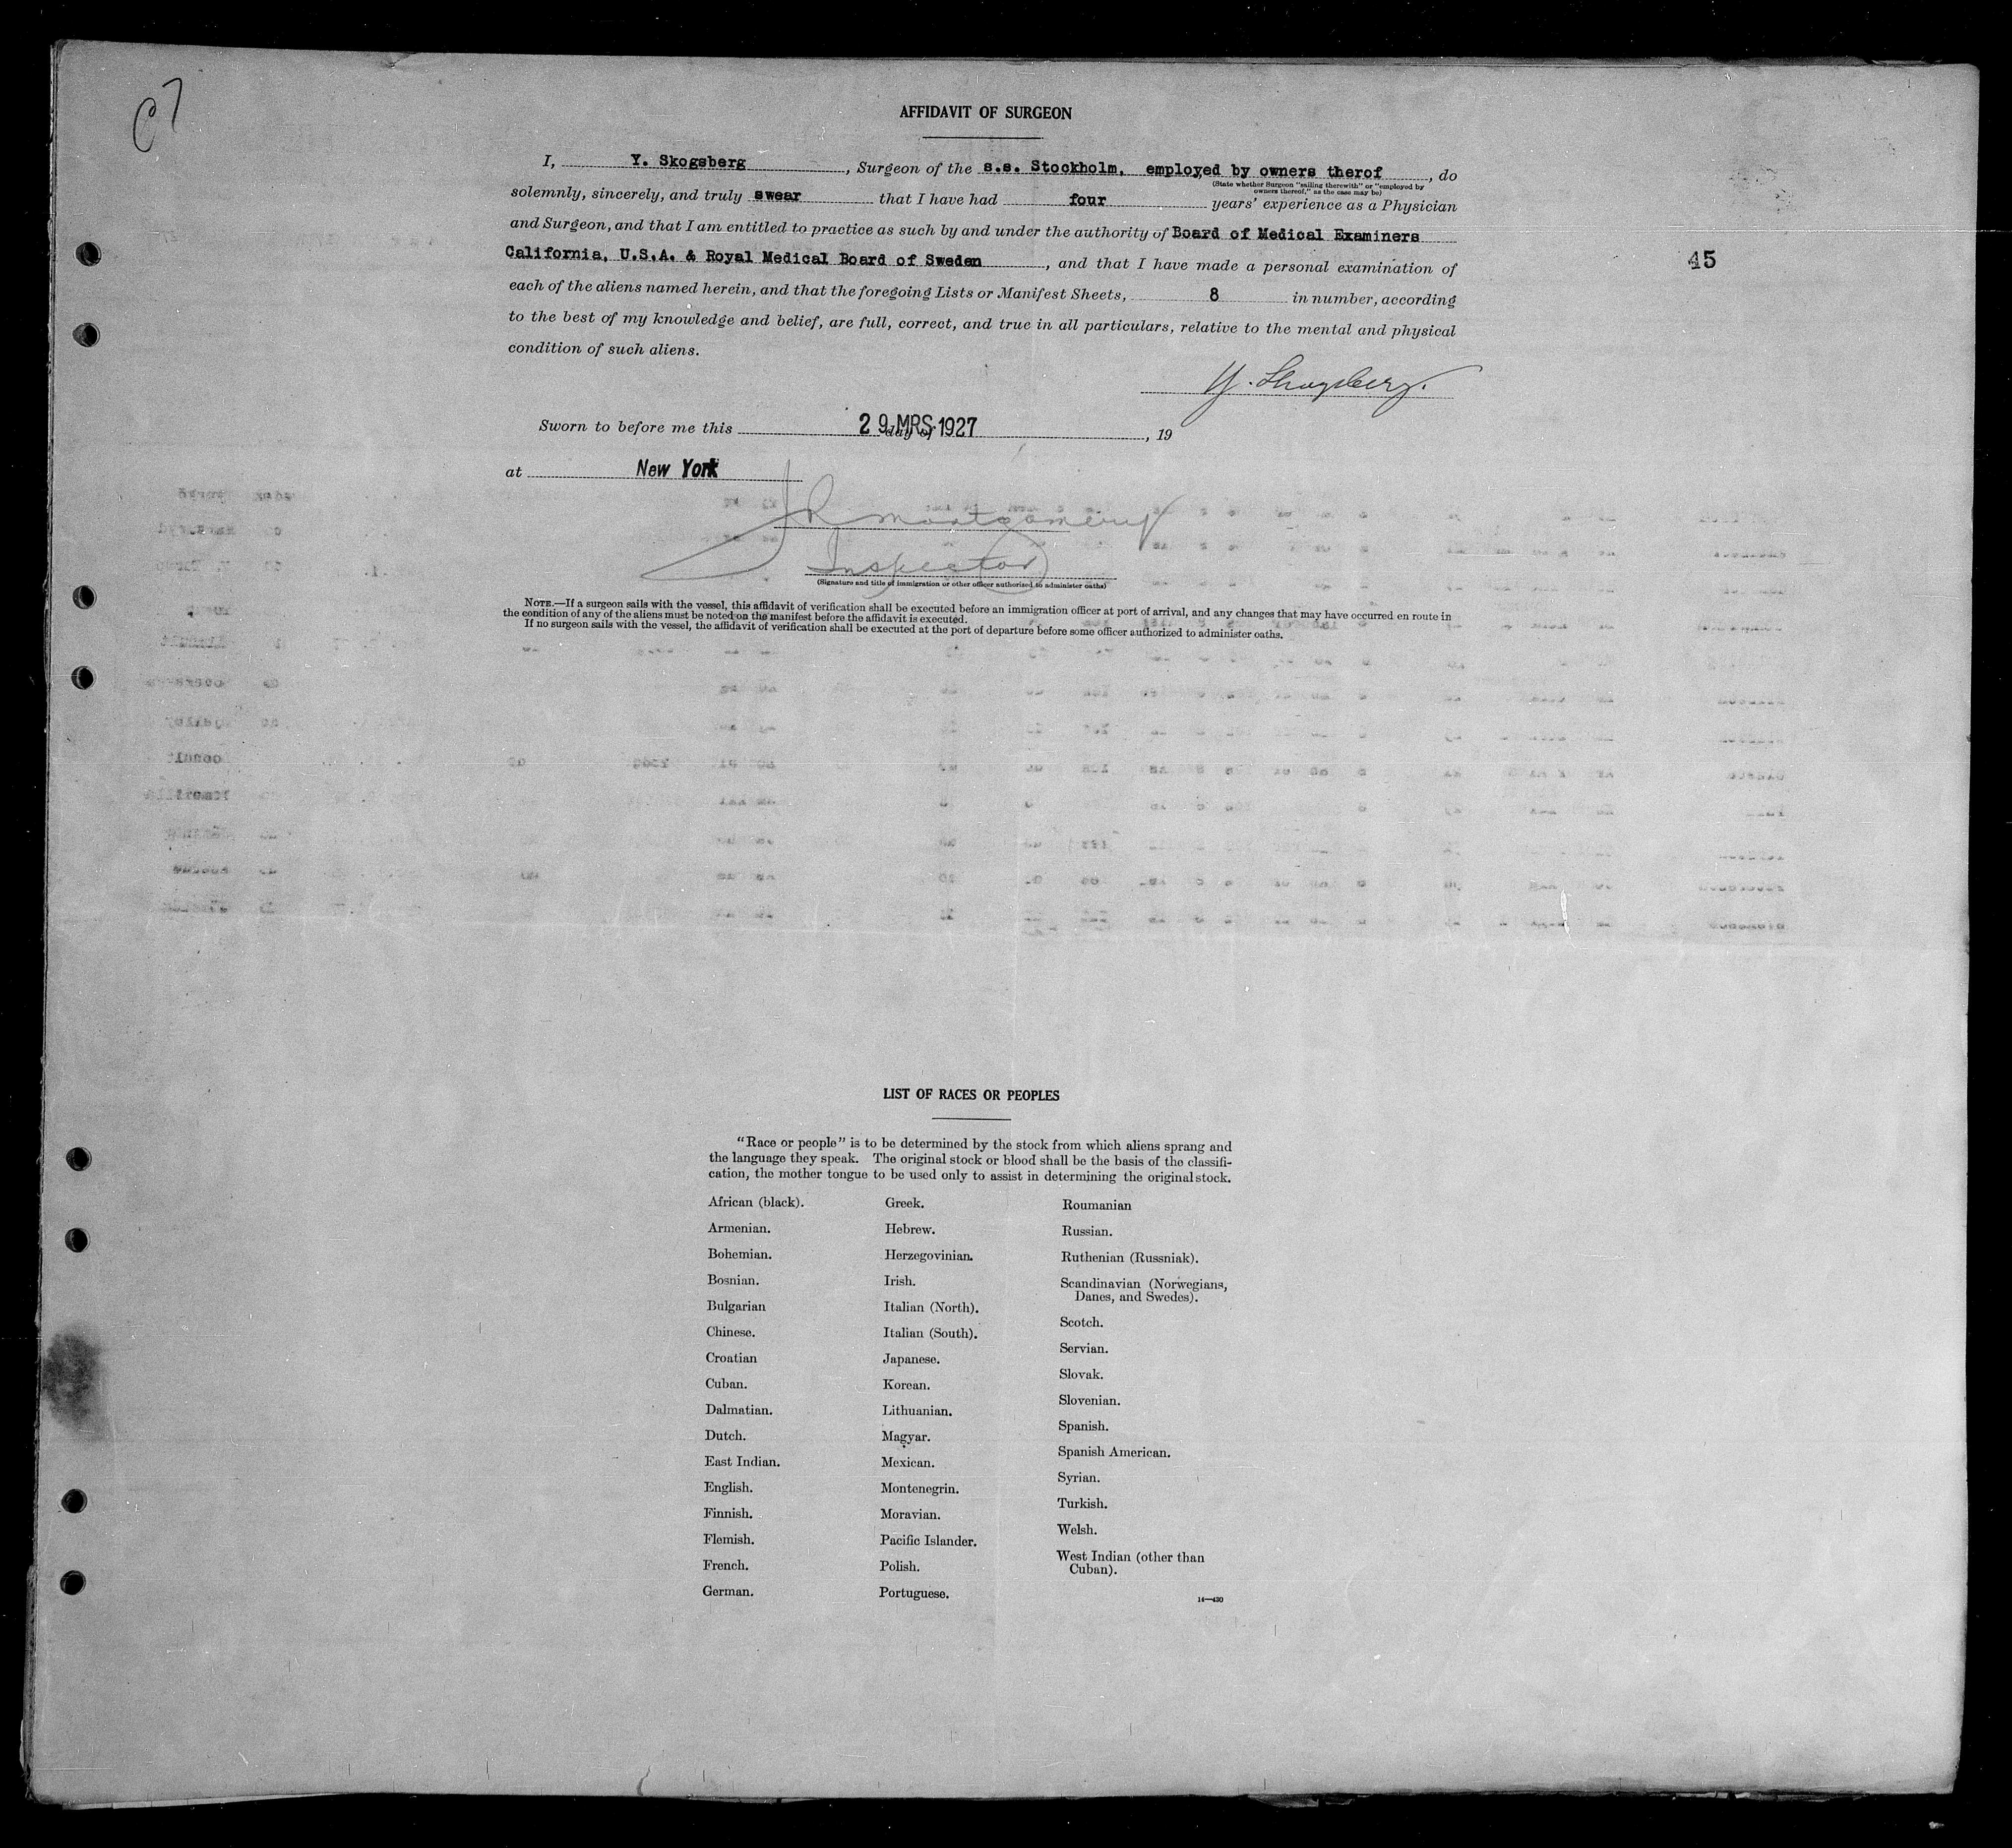 C7
AFFIDAVIT OF SURGEON
I, Y. Skogsberg, Surgeon of the s.s. Stockholm, employed by owners therof, do
(State whether Surgeon "sailing therewith" or "employed by
owners thereof," as the case may be)
solemnly, sincerely, and truly swear that I have had four years' experience as a Physician
and Surgeon, and that I am entitled to practice as such by and under the authority of Board of Medical Examiners
California, U.S.A. & Royal Medical Board of Sweden, and that I have made a personal examination of
45
each of the aliens named herein, and that the foregoing Lists or Manifest Sheets, 8 in number, according
to the best of my knowledge and belief, are full, correct, and true in all particulars, relative to the mental and physical
condition of such aliens.
Y. Skogsberg.
Sworn to before me this 29 MRS 1927 day of , 19
at New York
J R Montgomery
Inspector
(Signature and title of immigration or other officer authorized to administer oaths)
NOTE.—If a surgeon sails with the vessel, this affidavit of verification shall be executed before an immigration officer at port of arrival, and any changes that may have occurred en route in
the condition of any of the aliens must be noted on the manifest before the affidavit is executed.
If no surgeon sails with the vessel, the affidavit of verification shall be executed at the port of departure before some officer authorized to administer oaths.
LIST OF RACES OR PEOPLES
"Race or people" is to be determined by the stock from which aliens sprang and
the language they speak. The original stock or blood shall be the basis of the classifi-
cation, the mother tongue to be used only to assist in determining the original stock.
African (black).
Armenian.
Bohemian.
Bosnian.
Bulgarian
Chinese.
Croatian
Cuban.
Dalmatian.
Dutch.
East Indian.
English.
Finnish.
Flemish.
French.
German.
Greek.
Hebrew.
Herzegovinian.
Irish.
Italian (North).
Italian (South).
Japanese.
Korean.
Lithuanian.
Magyar.
Mexican.
Montenegrin.
Moravian.
Pacific Islander.
Polish.
Portuguese.
Roumanian
Russian.
Ruthenian (Russniak).
Scandinavian (Norwegians,
Danes, and Swedes).
Scotch.
Servian.
Slovak.
Slovenian.
Spanish.
Spanish American.
Syrian.
Turkish.
Welsh.
West Indian (other than
Cuban).
14—430